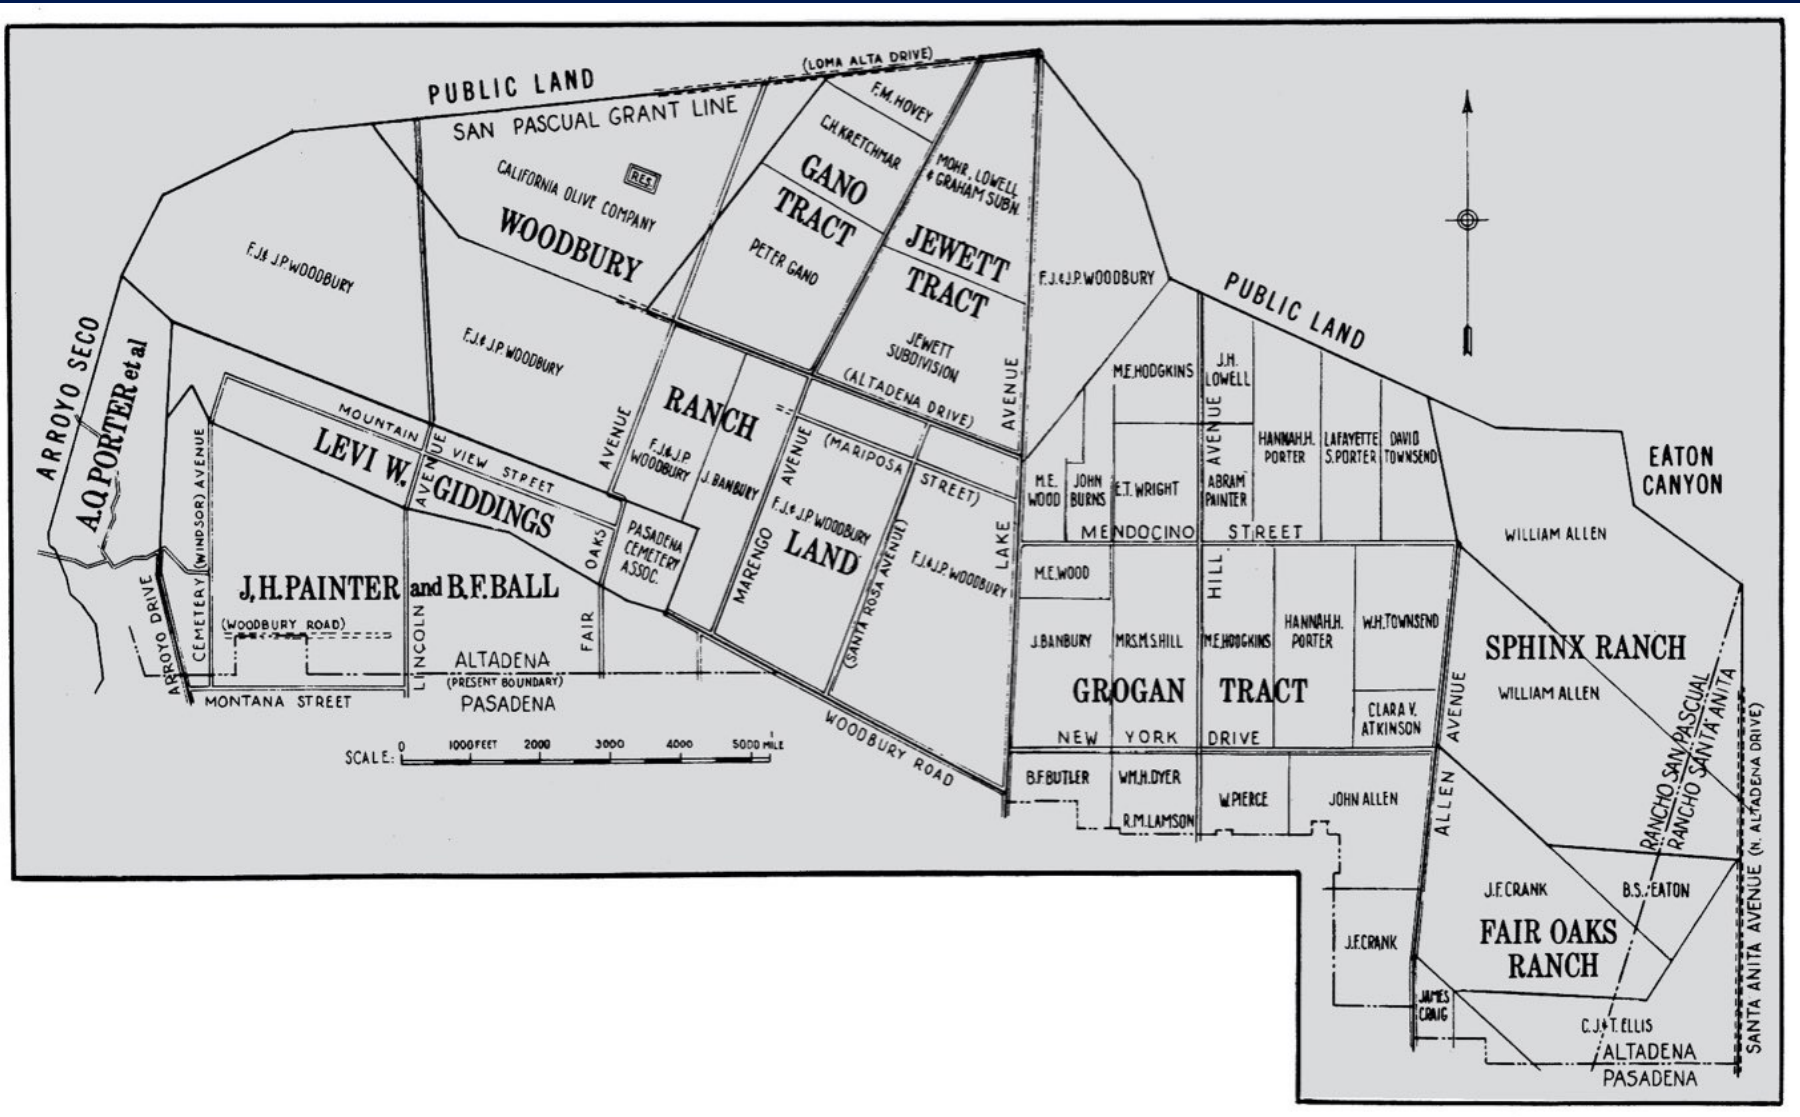 PUBLIC LAND
(LOMA ALTA DRIVE)
SAN PASCUAL GRANT LINE
F.M. HOVEY
C.H. KRETCHMAR
GANO
TRACT
PETER GANO
MOHR, LOWELL
& GRAHAM SUBN.
JEWETT
TRACT
JEWETT
SUBDIVISION
(ALTADENA DRIVE)
CALIFORNIA OLIVE COMPANY
RES.
WOODBURY
F.J. & J.P. WOODBURY
F.J. & J.P. WOODBURY
F.J. & J.P. WOODBURY
PUBLIC LAND
ARROYO SECO
A.Q. PORTER et al
MOUNTAIN VIEW STREET
LEVI W. GIDDINGS
AVENUE
RANCH
F.J. & J.P.
WOODBURY
J. BANBURY
AVENUE
(MARIPOSA STREET)
F.J. & J.P. WOODBURY
LAND
(SANTA ROSA AVENUE)
F.J. & J.P. WOODBURY
AVENUE
LAKE
MARENGO
AVENUE
FAIR OAKS
PASADENA
CEMETERY
ASSOC.
J.H. PAINTER and B.F. BALL
(WOODBURY ROAD)
CEMETERY (WINDSOR) AVENUE
ARROYO DRIVE
LINCOLN
MONTANA STREET
ALTADENA
(PRESENT BOUNDARY)
PASADENA
WOODBURY ROAD
SCALE: 0 1000 FEET 2000 3000 4000 5000 MILE
1
M.E. HODGKINS
J.H.
LOWELL
AVENUE
HANNAH. H.
PORTER
LAFAYETTE
S. PORTER
DAVID
TOWNSEND
M.E.
WOOD
JOHN
BURNS
E.T. WRIGHT
ABRAM
PAINTER
MENDOCINO STREET
EATON
CANYON
WILLIAM ALLEN
M.E. WOOD
HILL
J. BANBURY
MRS. M.S. HILL
M.E. HODGKINS
HANNAH. H.
PORTER
W.H. TOWNSEND
GROGAN TRACT
CLARA V.
ATKINSON
NEW YORK DRIVE
SPHINX RANCH
WILLIAM ALLEN
RANCHO SAN PASCUAL
RANCHO SANTA ANITA
AVENUE
ALLEN
B.F. BUTLER
WM. H. DYER
R.M. LAMSON
W. PIERCE
JOHN ALLEN
J.F. CRANK
J.F. CRANK
B.S. EATON
FAIR OAKS
RANCH
JAMES
CRAIG
C.J. & T. ELLIS
ALTADENA
PASADENA
SANTA ANITA AVENUE (N. ALTADENA DRIVE)